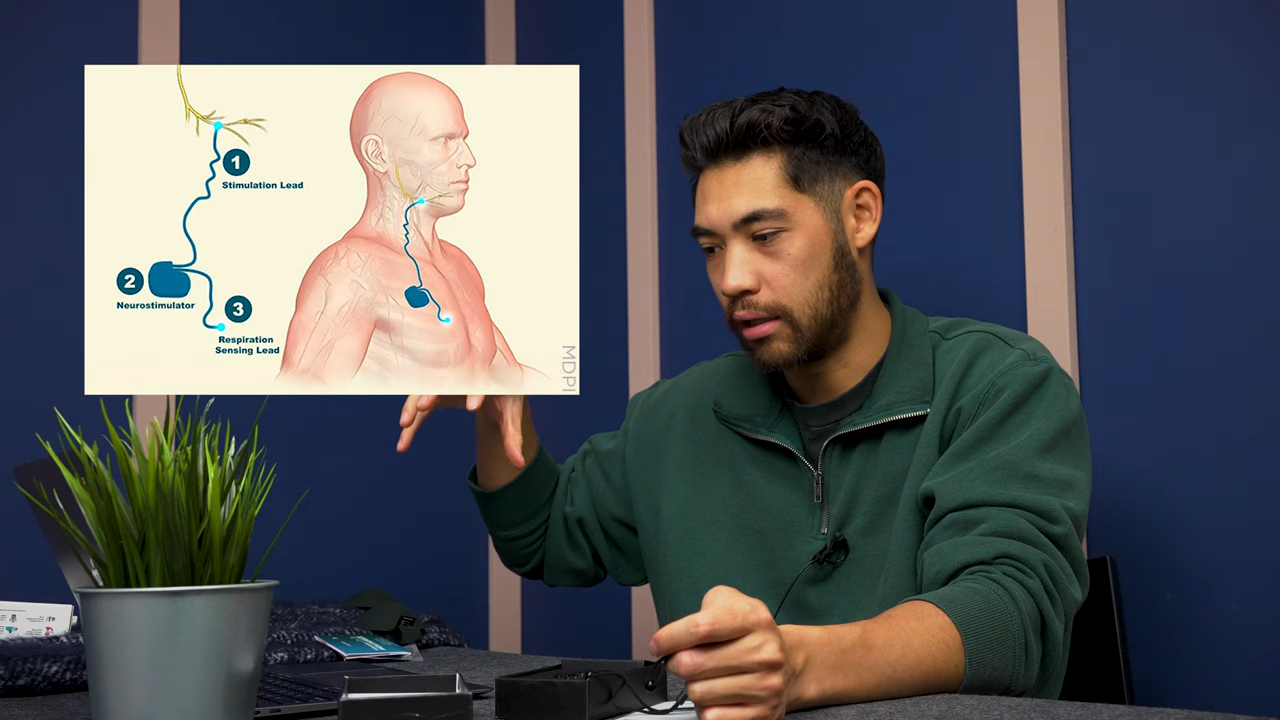 1
Stimulation Lead
2
Neurostimulator
3
Respiration
Sensing Lead
MDPI